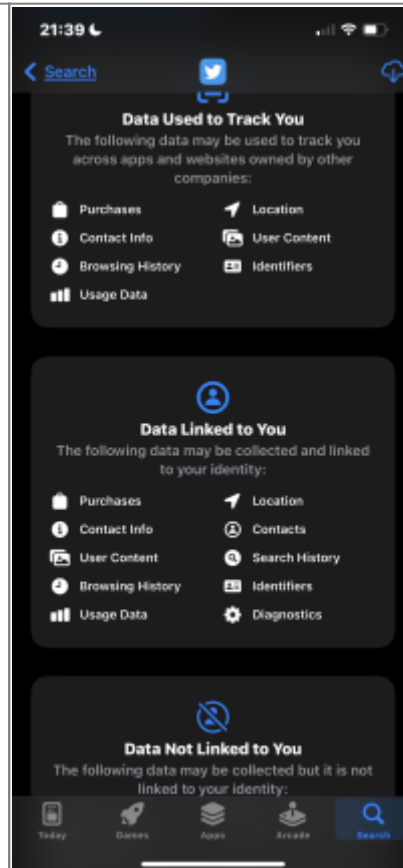 21:39
Search
Data Used to Track You
The following data may be used to track you
across apps and websites owned by other
companies:
Purchases
Location
Contact Info
User Content
Browsing History
Identifiers
Usage Data
Data Linked to You
The following data may be collected and linked
to your identity:
Purchases
Location
Contact Info
Contacts
User Content
Search History
Browsing History
Identifiers
Usage Data
Diagnostics
Data Not Linked to You
The following data may be collected but it is not
linked to your identity:
Today
Games
Apps
Arcade
Search